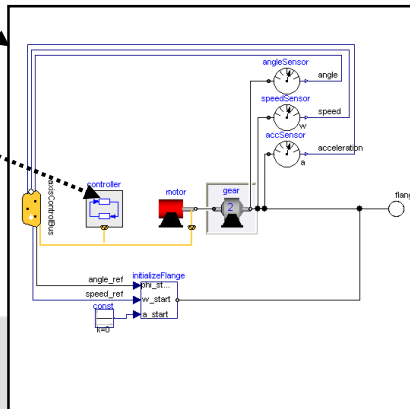 angleSensor
angle
speedSensor
speed
w
accSensor
acceleration
a
axisControlBus
controller
motor
gear
2
flang
initializeFlange
angle_ref
phi_st...
speed_ref
w_start
const
a_start
k=0